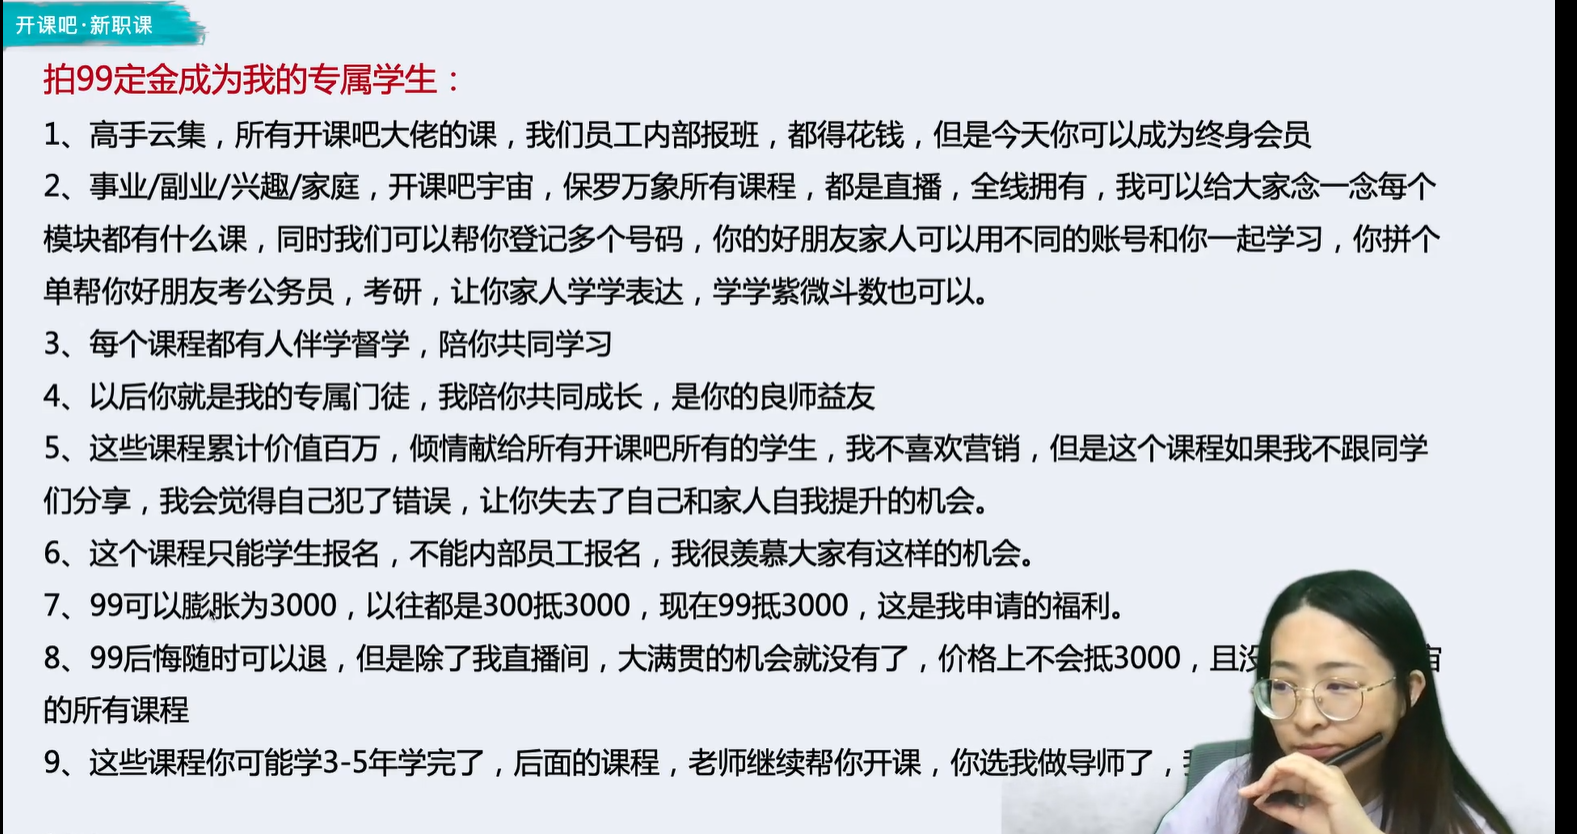 开课吧·新职课
拍99定金成为我的专属学生：
1、高手云集，所有开课吧大佬的课，我们员工内部报班，都得花钱，但是今天你可以成为终身会员
2、事业/副业/兴趣/家庭，开课吧宇宙，保罗万象所有课程，都是直播，全线拥有，我可以给大家念一念每个
模块都有什么课，同时我们可以帮你登记多个号码，你的好朋友家人可以用不同的账号和你一起学习，你拼个
单帮你好朋友考公务员，考研，让你家人学学表达，学学紫微斗数也可以。
3、每个课程都有人伴学督学，陪你共同学习
4、以后你就是我的专属门徒，我陪你共同成长，是你的良师益友
5、这些课程累计价值百万，倾情献给所有开课吧所有的学生，我不喜欢营销，但是这个课程如果我不跟同学
们分享，我会觉得自己犯了错误，让你失去了自己和家人自我提升的机会。
6、这个课程只能学生报名，不能内部员工报名，我很羡慕大家有这样的机会。
7、99可以膨胀为3000，以往都是300抵3000，现在99抵3000，这是我申请的福利。
8、99后悔随时可以退，但是除了我直播间，大满贯的机会就没有了，价格上不会抵3000，且没宙
的所有课程
9、这些课程你可能学3-5年学完了，后面的课程，老师继续帮你开课，你选我做导师了，